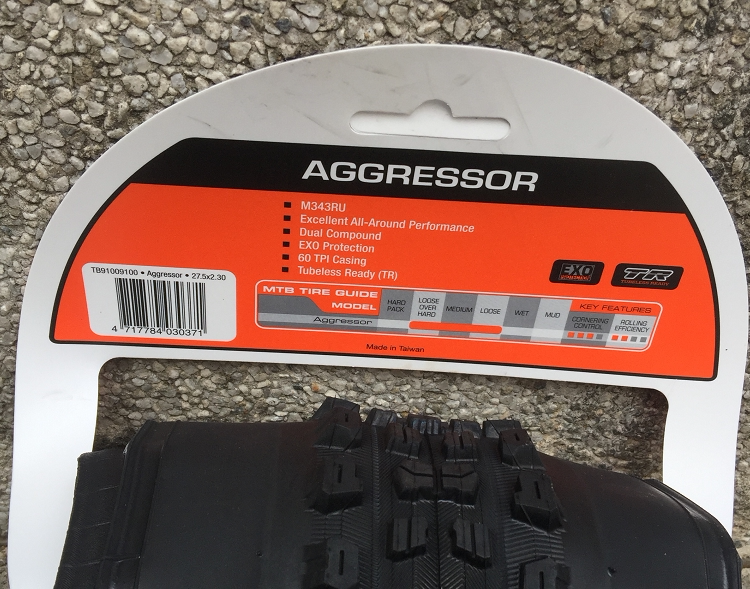 AGGRESSOR
M343RU
Excellent All-Around Performance
Dual Compound
EXO Protection
60 TPI Casing
Tubeless Ready (TR)
TB91009100 • Aggressor • 27.5x2.30
4 717784 030371
EXO
TR
TUBELESS READY
MTB TIRE GUIDE
MODEL
HARD PACK
LOOSE OVER HARD
MEDIUM
LOOSE
WET
MUD
KEY FEATURES
CORNERING CONTROL
ROLLING EFFICIENCY
Aggressor
Made in Taiwan